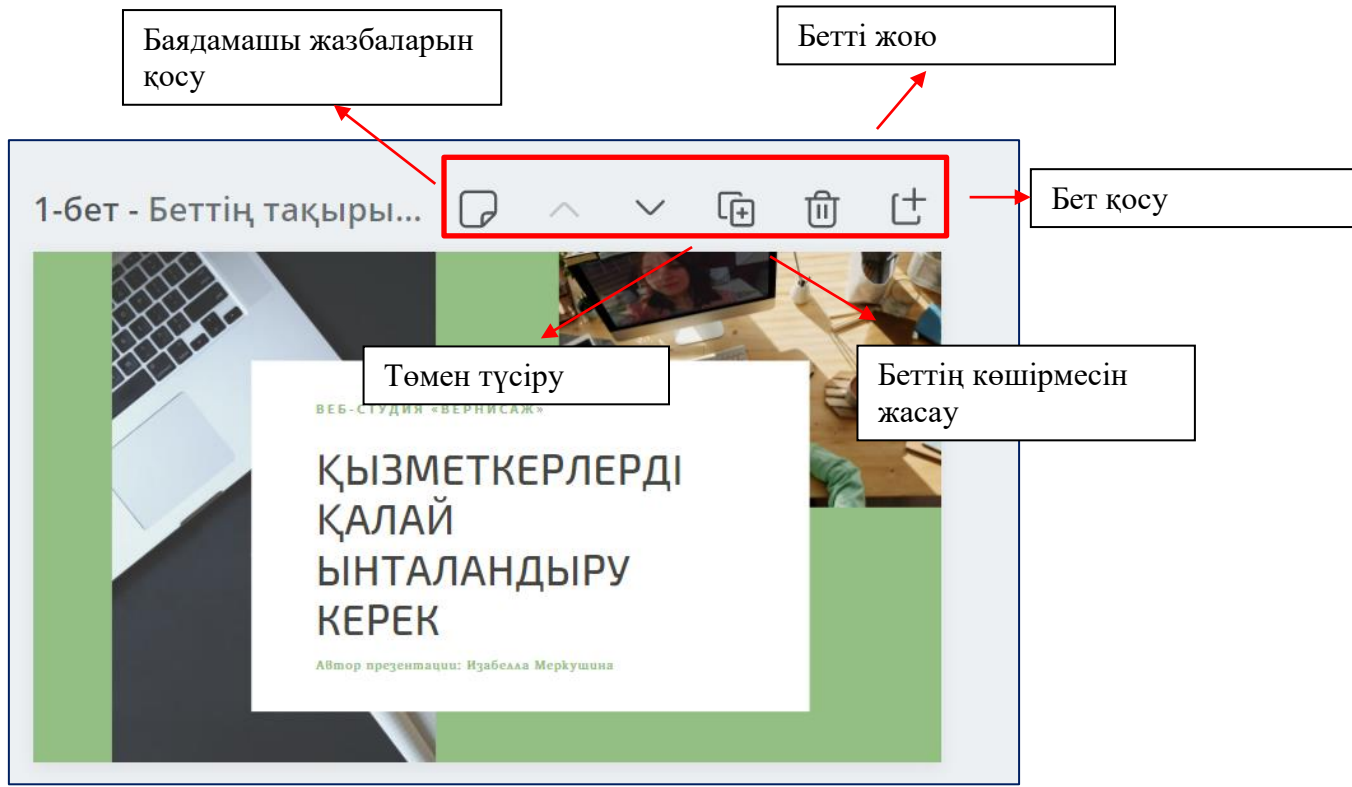 Баядамашы жазбаларын
қосу
Бетті жою
1-бет - Беттің тақыры...
Бет қосу
Төмен түсіру
Беттің көшірмесін
жасау
ВЕБ-СТУДИЯ «ВЕРНИСАЖ»
ҚЫЗМЕТКЕРЛЕРДІ
ҚАЛАЙ
ЫНТАЛАНДЫРУ
КЕРЕК
Автор презентации: Изабелла Меркушина